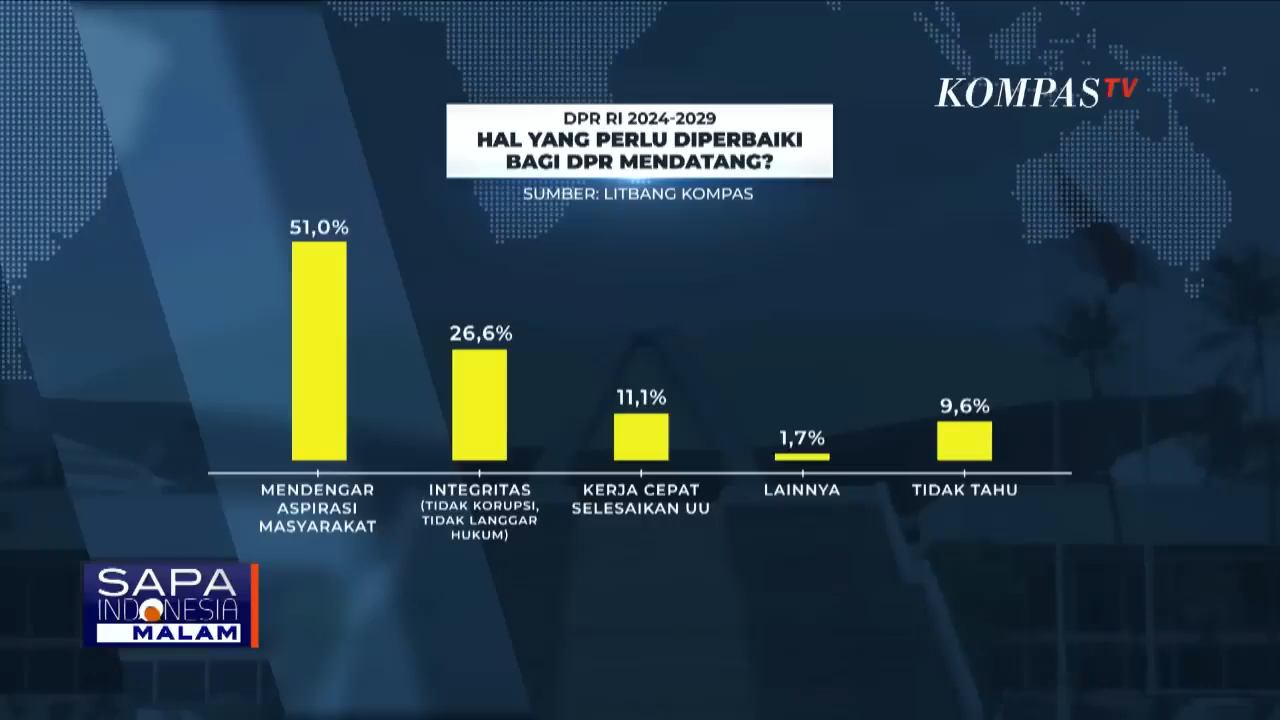 KOMPASTV
DPR RI 2024-2029
HAL YANG PERLU DIPERBAIKI
BAGI DPR MENDATANG?
SUMBER: LITBANG KOMPAS
51,0%
26,6%
11,1%
1,7%
9,6%
MENDENGAR
ASPIRASI
MASYARAKAT
INTEGRITAS
(TIDAK KORUPSI,
TIDAK LANGGAR
HUKUM)
KERJA CEPAT
SELESAIKAN UU
LAINNYA
TIDAK TAHU
SAPA
INDONESIA
MALAM